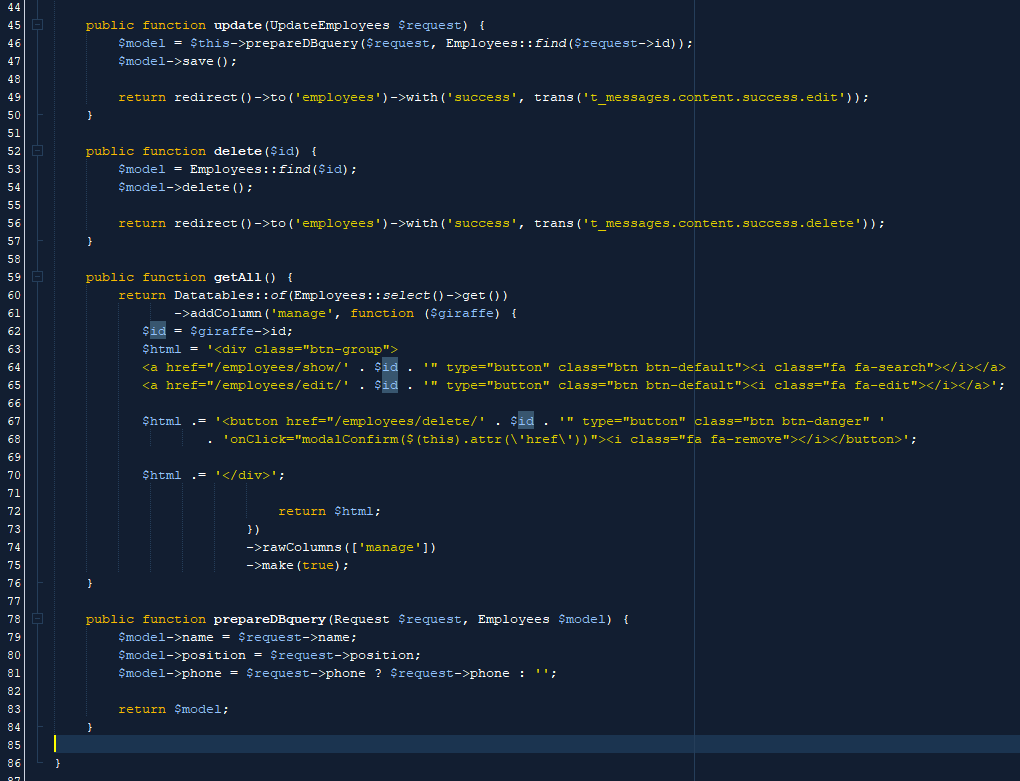 44
45 public function update(UpdateEmployees $request) {
46 $model = $this->prepareDBquery($request, Employees::find($request->id));
47 $model->save();
48
49 return redirect()->to('employees')->with('success', trans('t_messages.content.success.edit'));
50 }
51
52 public function delete($id) {
53 $model = Employees::find($id);
54 $model->delete();
55
56 return redirect()->to('employees')->with('success', trans('t_messages.content.success.delete'));
57 }
58
59 public function getAll() {
60 return Datatables::of(Employees::select()->get())
61 ->addColumn('manage', function ($giraffe) {
62 $id = $giraffe->id;
63 $html = '<div class="btn-group">
64 <a href="/employees/show/' . $id . '" type="button" class="btn btn-default"><i class="fa fa-search"></i></a>
65 <a href="/employees/edit/' . $id . '" type="button" class="btn btn-default"><i class="fa fa-edit"></i></a>';
66
67 $html .= '<button href="/employees/delete/' . $id . '" type="button" class="btn btn-danger" '
68 . 'onClick="modalConfirm($(this).attr(\'href\'))"><i class="fa fa-remove"></i></button>';
69
70 $html .= '</div>';
71
72 return $html;
73 })
74 ->rawColumns(['manage'])
75 ->make(true);
76 }
77
78 public function prepareDBquery(Request $request, Employees $model) {
79 $model->name = $request->name;
80 $model->position = $request->position;
81 $model->phone = $request->phone ? $request->phone : '';
82
83 return $model;
84 }
85
86 }
87